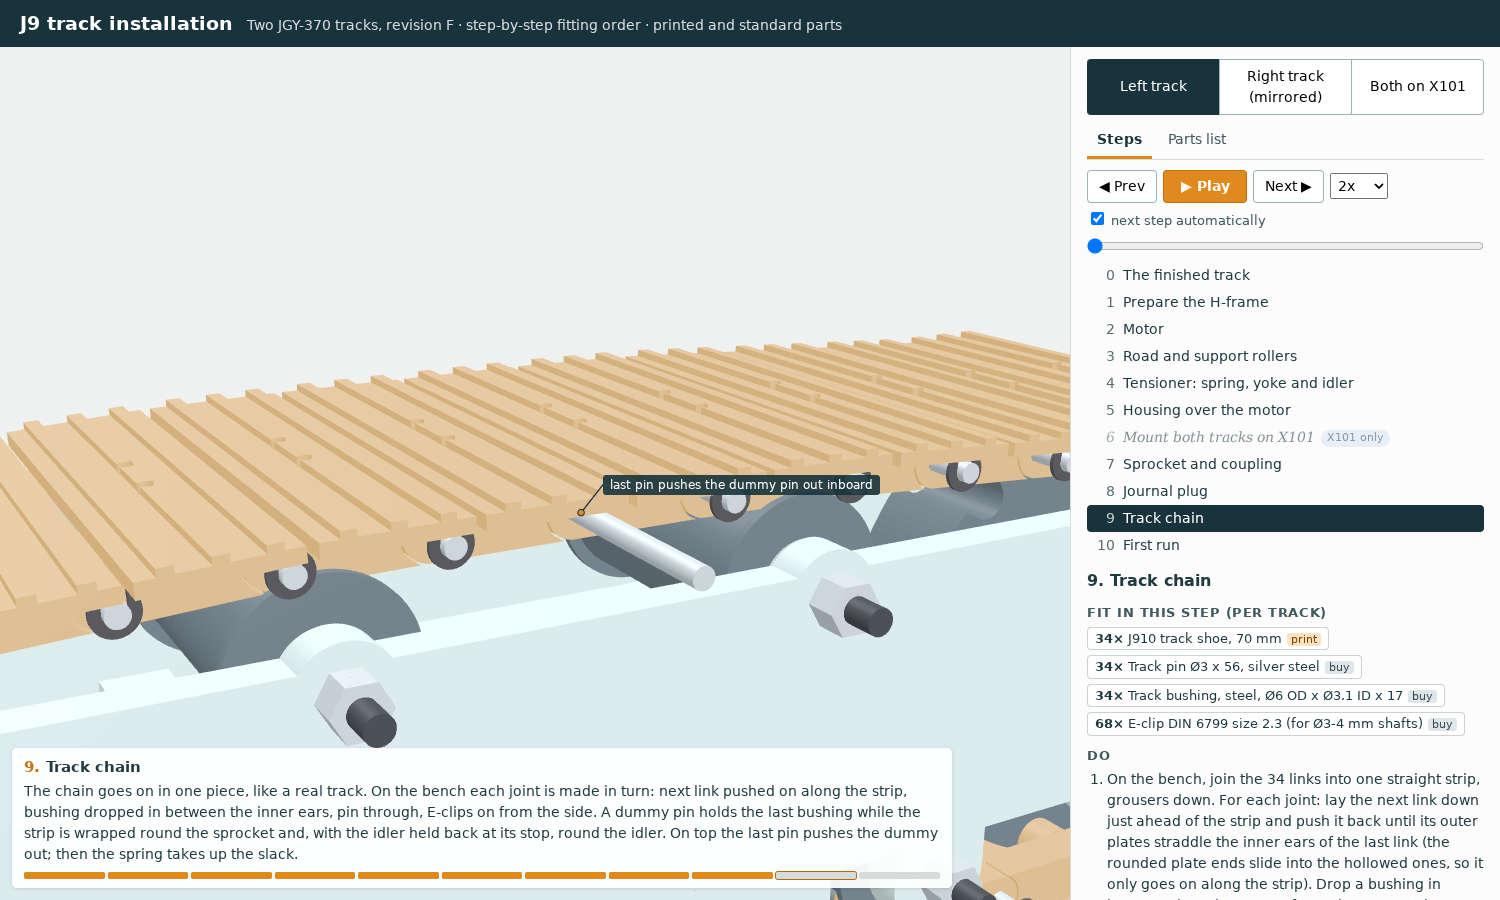 J9 track installation
Two JGY-370 tracks, revision F · step-by-step fitting order · printed and standard parts
last pin pushes the dummy pin out inboard
9. Track chain
The chain goes on in one piece, like a real track. On the bench each joint is made in turn: next link pushed on along the strip,
bushing dropped in between the inner ears, pin through, E-clips on from the side. A dummy pin holds the last bushing while the
strip is wrapped round the sprocket and, with the idler held back at its stop, round the idler. On top the last pin pushes the dummy
out; then the spring takes up the slack.
Left track
Right track
(mirrored)
Both on X101
Steps
Parts list
◀ Prev
▶ Play
Next ▶
2x
next step automatically
0 The finished track
1 Prepare the H-frame
2 Motor
3 Road and support rollers
4 Tensioner: spring, yoke and idler
5 Housing over the motor
6 Mount both tracks on X101 X101 only
7 Sprocket and coupling
8 Journal plug
9 Track chain
10 First run
9. Track chain
FIT IN THIS STEP (PER TRACK)
34× J910 track shoe, 70 mm print
34× Track pin Ø3 x 56, silver steel buy
34× Track bushing, steel, Ø6 OD x Ø3.1 ID x 17 buy
68× E-clip DIN 6799 size 2.3 (for Ø3-4 mm shafts) buy
DO
1. On the bench, join the 34 links into one straight strip,
grousers down. For each joint: lay the next link down
just ahead of the strip and push it back until its outer
plates straddle the inner ears of the last link (the
rounded plate ends slide into the hollowed ones, so it
only goes on along the strip). Drop a bushing in